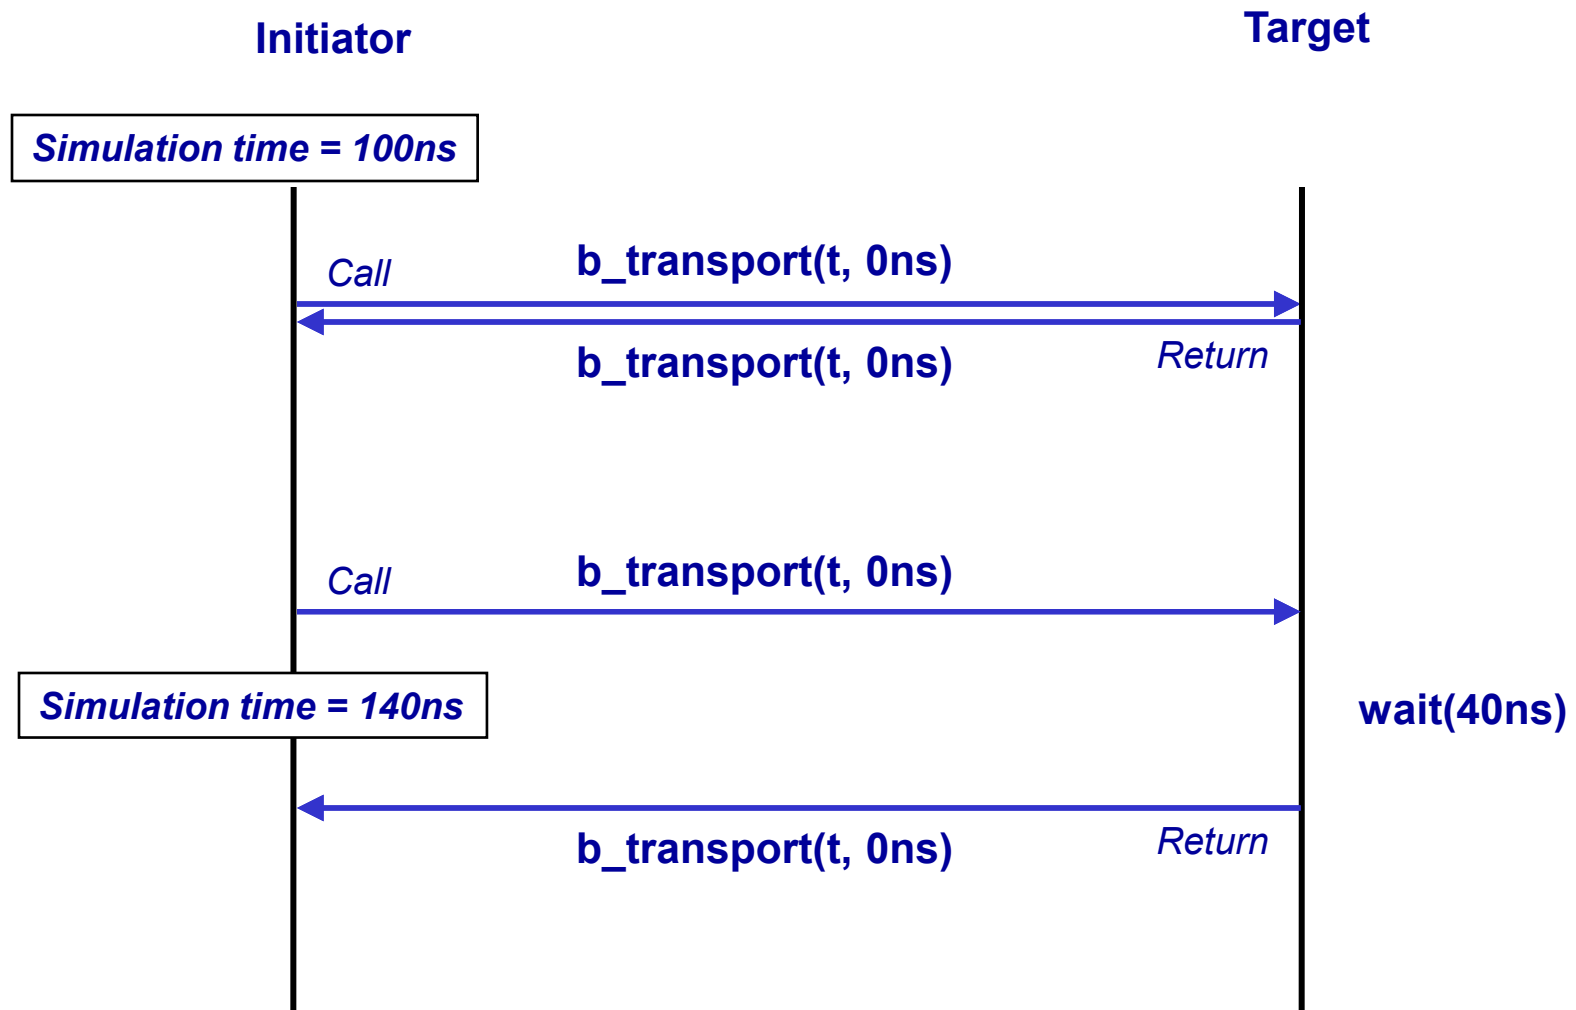 Initiator
Target
Simulation time = 100ns
Call
b_transport(t, 0ns)
b_transport(t, 0ns)
Return
Call
b_transport(t, 0ns)
Simulation time = 140ns
wait(40ns)
b_transport(t, 0ns)
Return